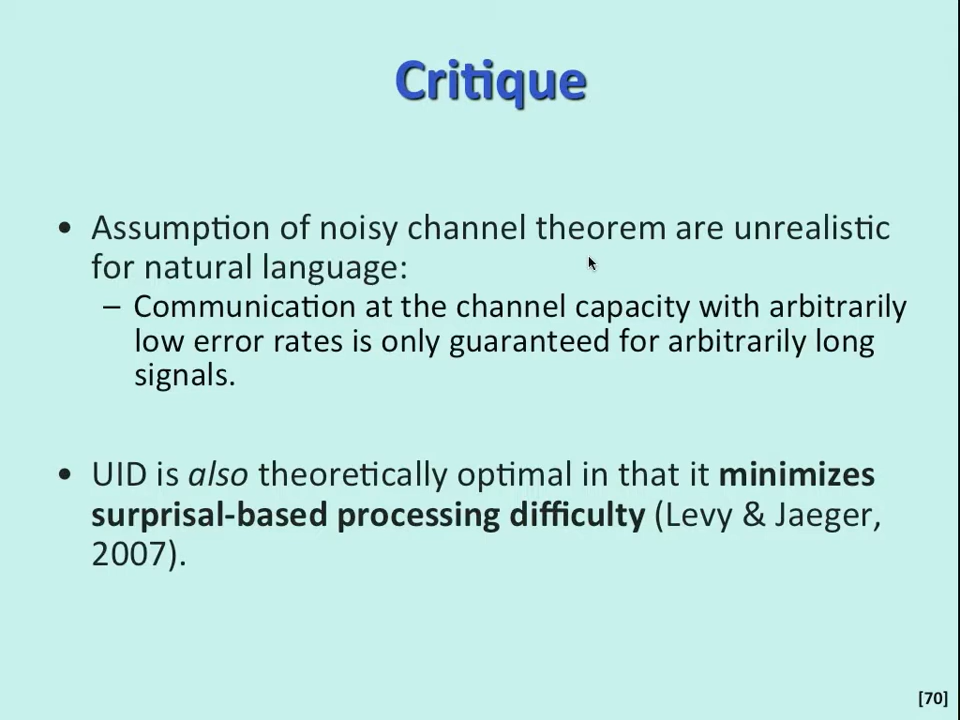 Critique
• Assumption of noisy channel theorem are unrealistic
for natural language:
– Communication at the channel capacity with arbitrarily
low error rates is only guaranteed for arbitrarily long
signals.
• UID is also theoretically optimal in that it minimizes
surprisal-based processing difficulty (Levy & Jaeger,
2007).
[70]